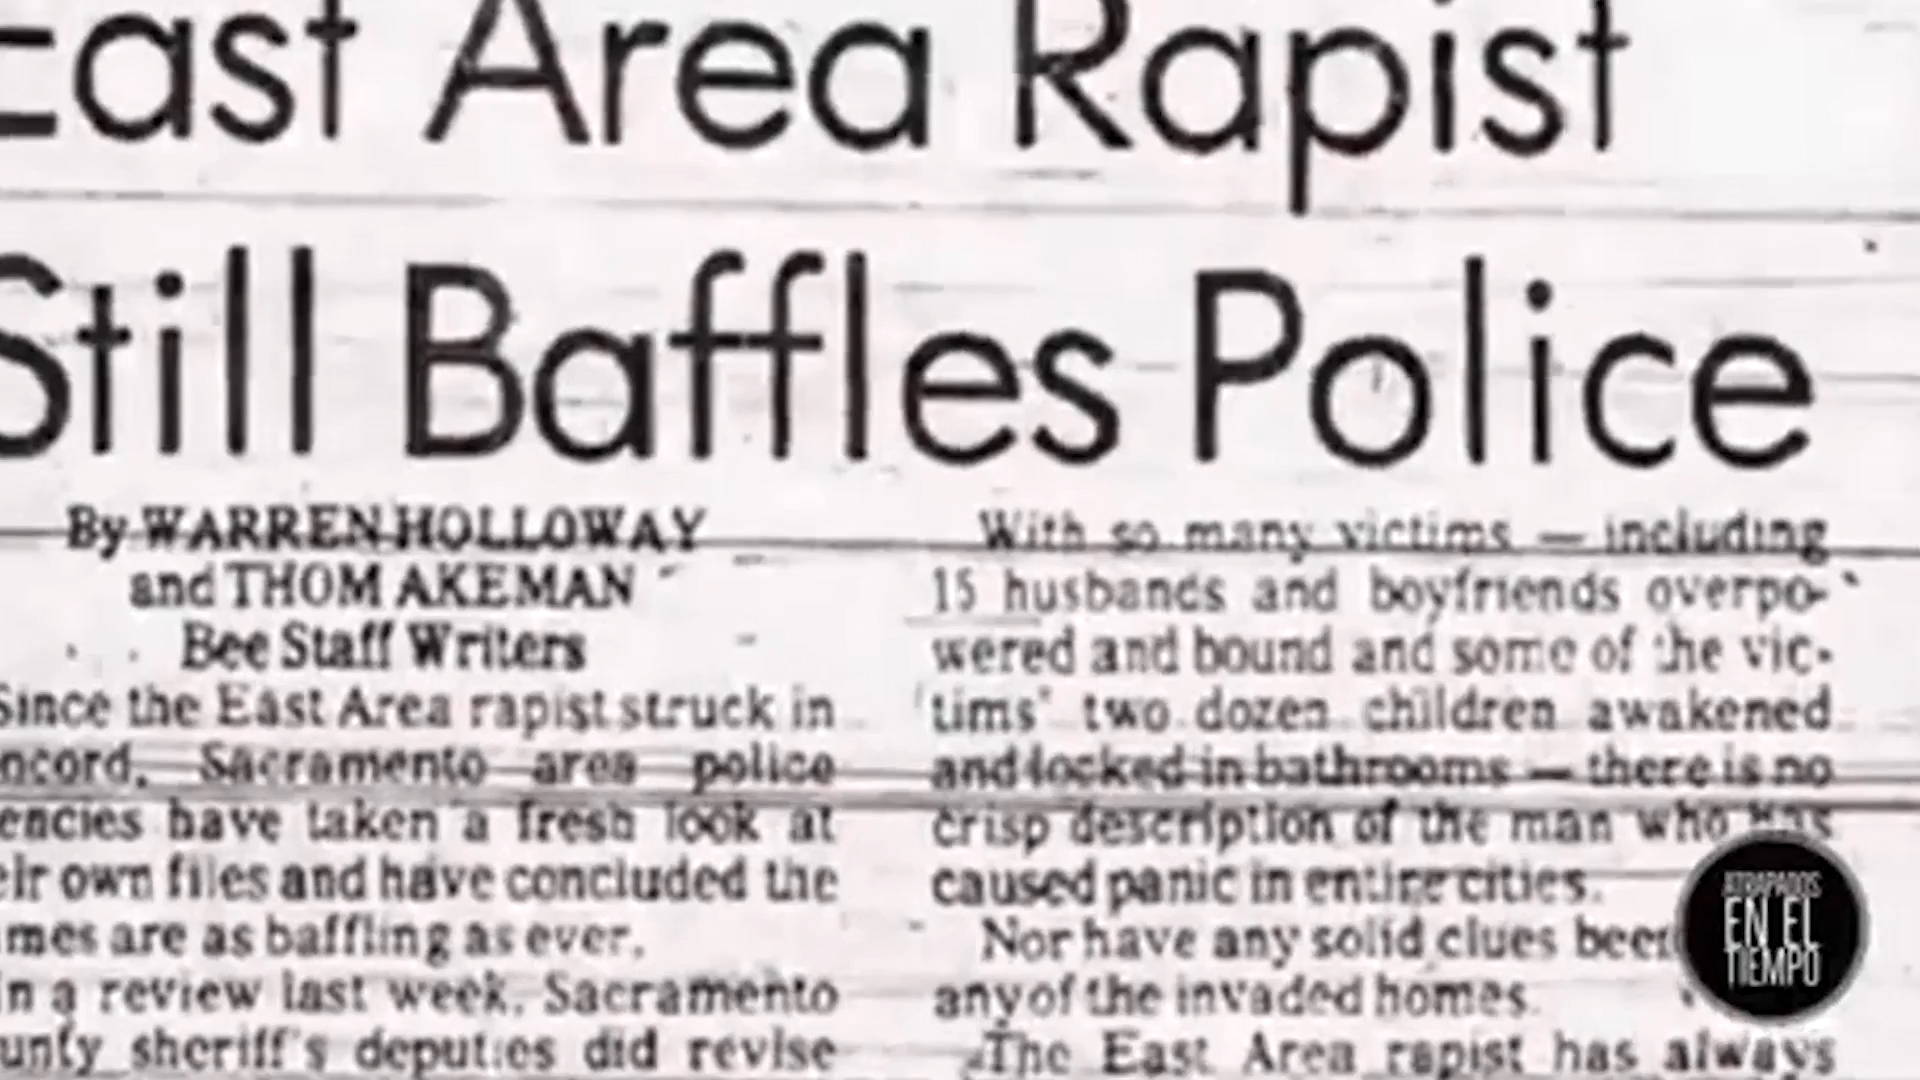 East Area Rapist
Still Baffles Police
By WARREN HOLLOWAY
and THOM AKEMAN
Bee Staff Writers
Since the East Area rapist struck in
ncord, Sacramento area police
encies have taken a fresh look at
eir own files and have concluded the
mes are as baffling as ever.
in a review last week, Sacramento
unty sheriff's deputies did revise
With so many victims — including
15 husbands and boyfriends overpo-
wered and bound and some of the vic-
tims' two dozen children awakened
and locked in bathrooms — there is no
crisp description of the man who has
caused panic in entire cities.
Nor have any solid clues been
any of the invaded homes.
The East Area rapist has always
ATRAPADOS
EN EL
TIEMPO